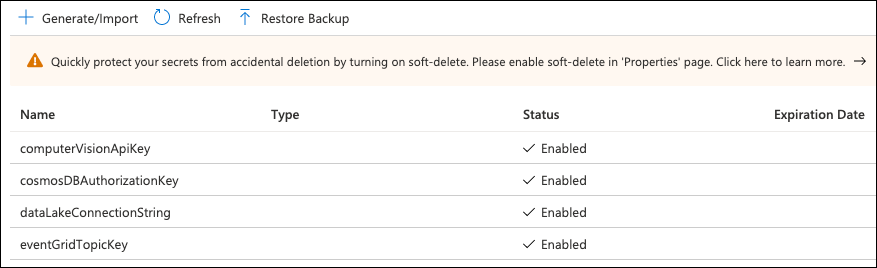 Generate/Import Refresh Restore Backup
Quickly protect your secrets from accidental deletion by turning on soft-delete. Please enable soft-delete in 'Properties' page. Click here to learn more.
Name Type Status Expiration Date
computerVisionApiKey Enabled
cosmosDBAuthorizationKey Enabled
dataLakeConnectionString Enabled
eventGridTopicKey Enabled